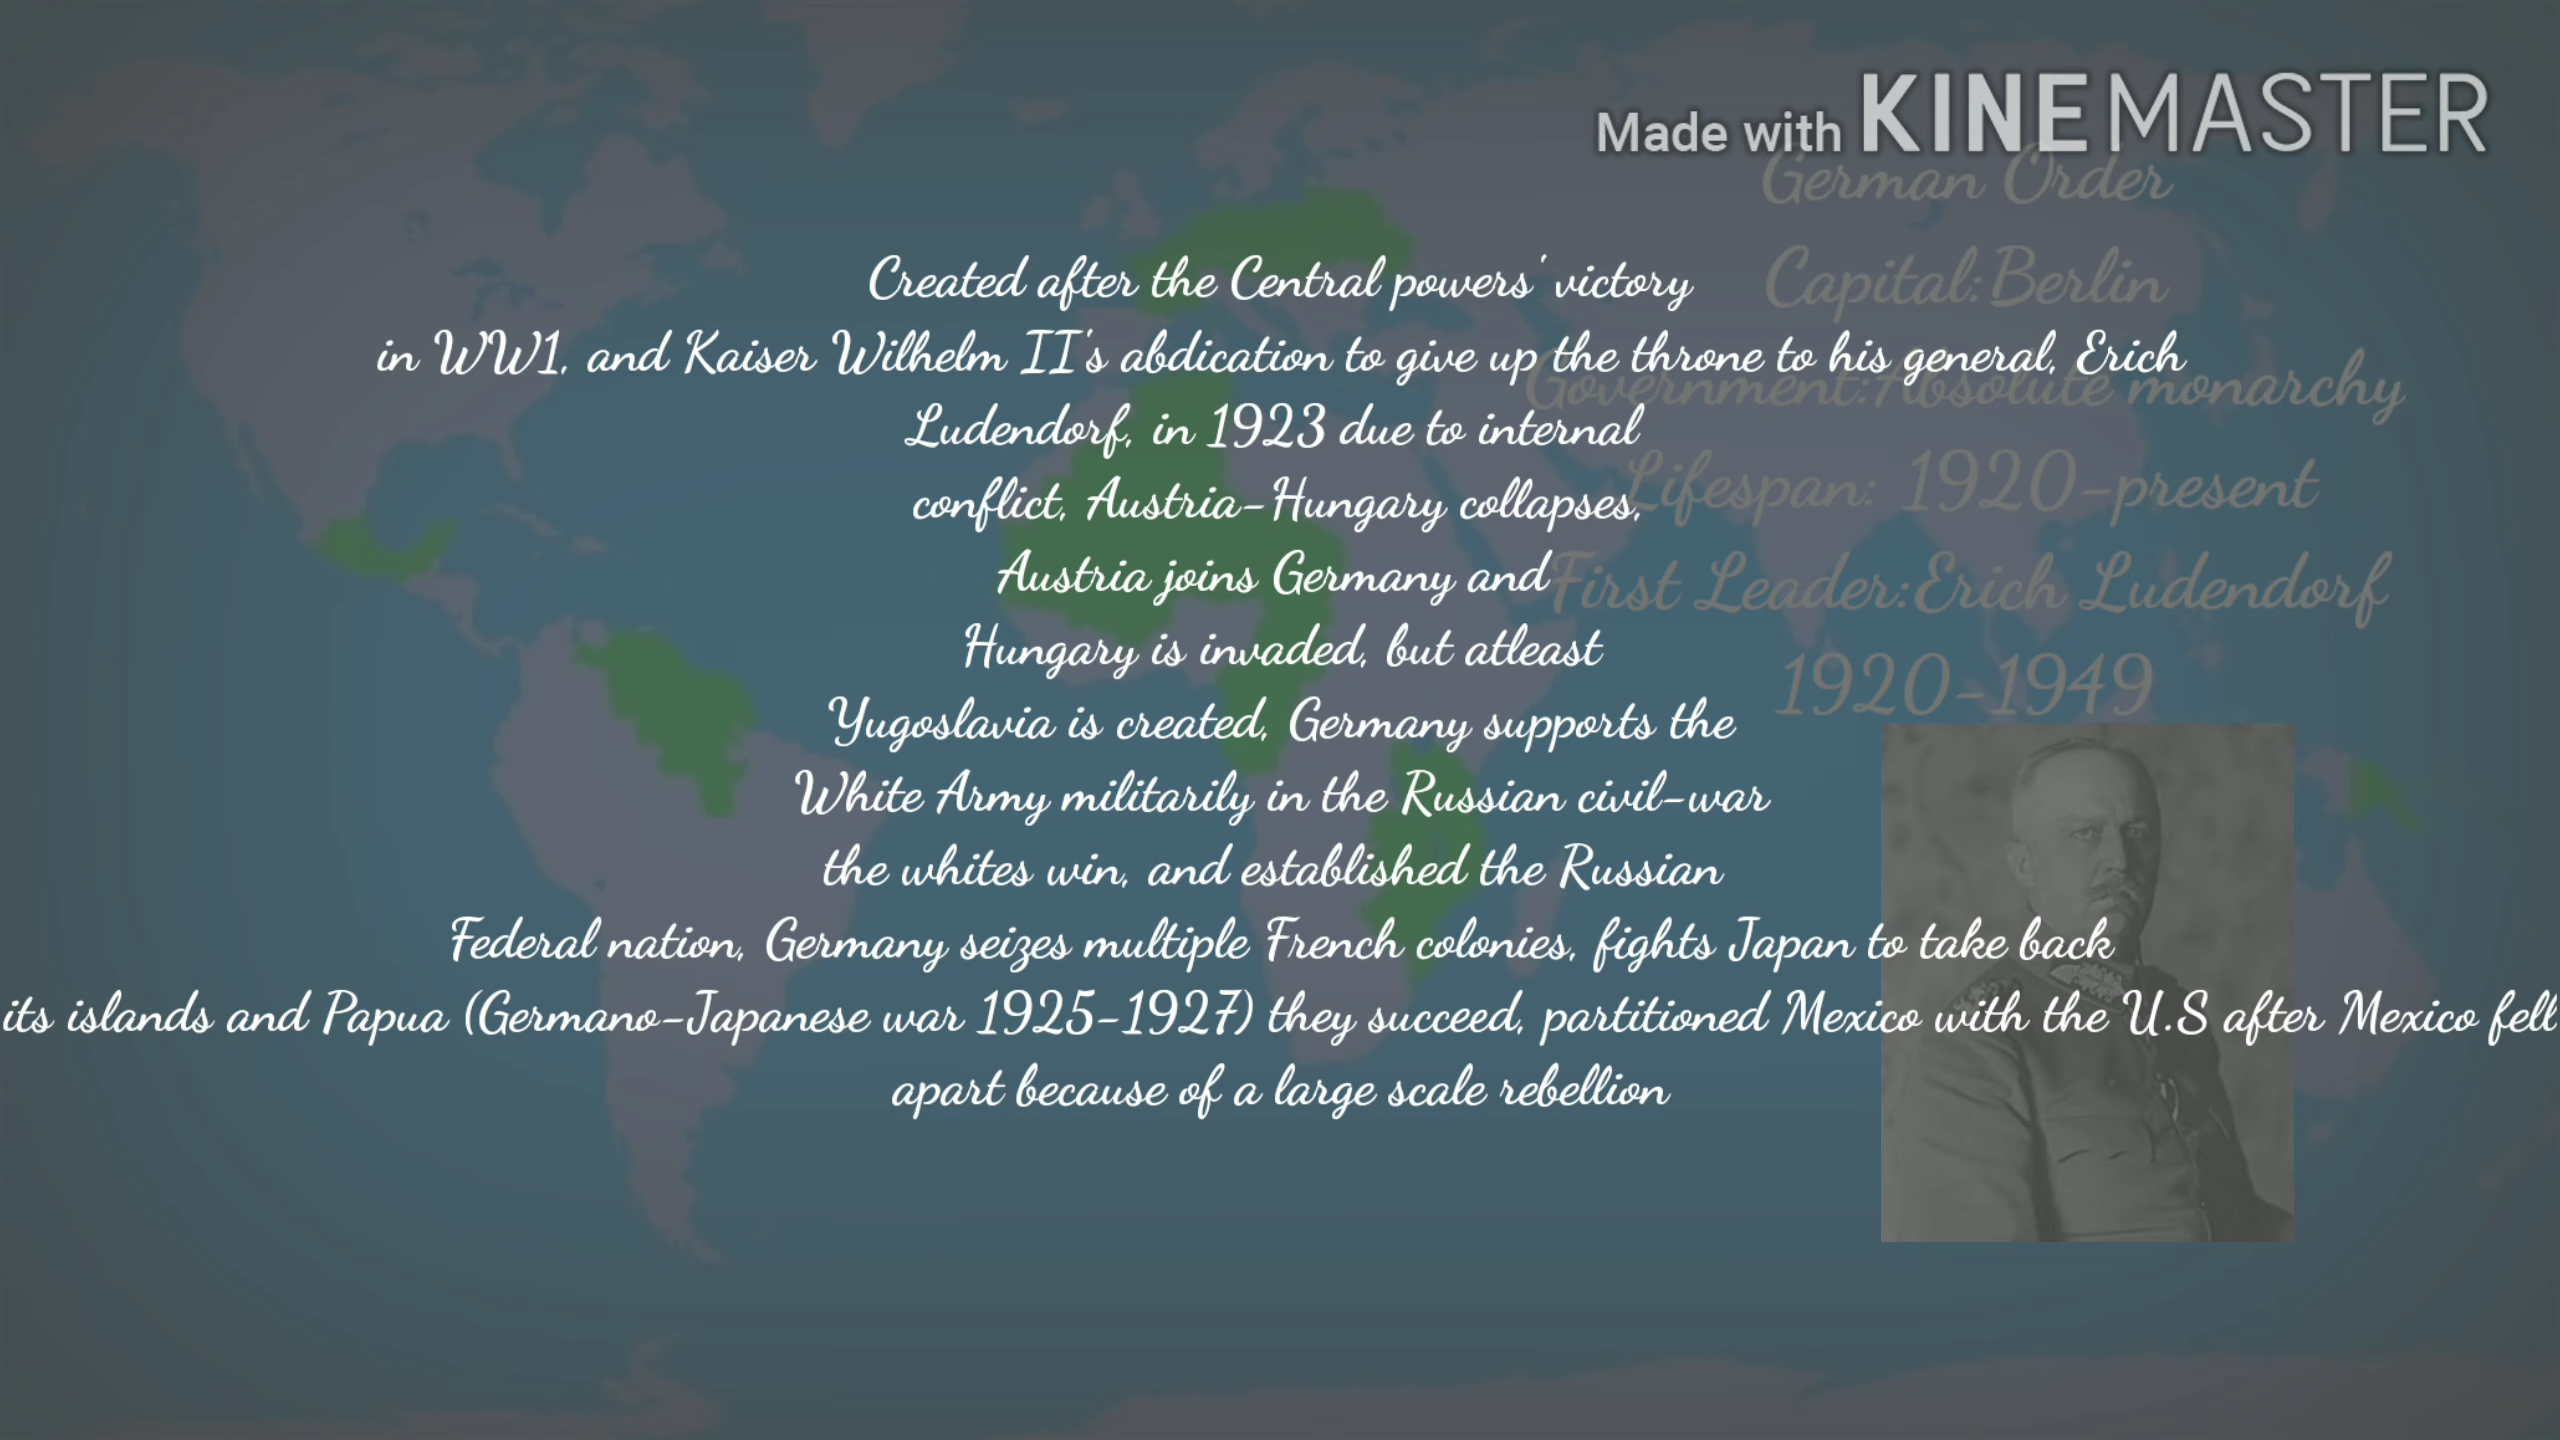 Made with KINEMASTER
German Order
Capital:Berlin
Government:Absolute monarchy
Lifespan: 1920-present
First Leader:Erich Ludendorf
1920-1949
Created after the Central powers' victory
in WW1, and Kaiser Wilhelm II's abdication to give up the throne to his general, Erich
Ludendorf, in 1923 due to internal
conflict, Austria-Hungary collapses,
Austria joins Germany and
Hungary is invaded, but atleast
Yugoslavia is created, Germany supports the
White Army militarily in the Russian civil-war
the whites win, and established the Russian
Federal nation, Germany seizes multiple French colonies, fights Japan to take back
its islands and Papua (Germano-Japanese war 1925-1927) they succeed, partitioned Mexico with the U.S after Mexico fell
apart because of a large scale rebellion